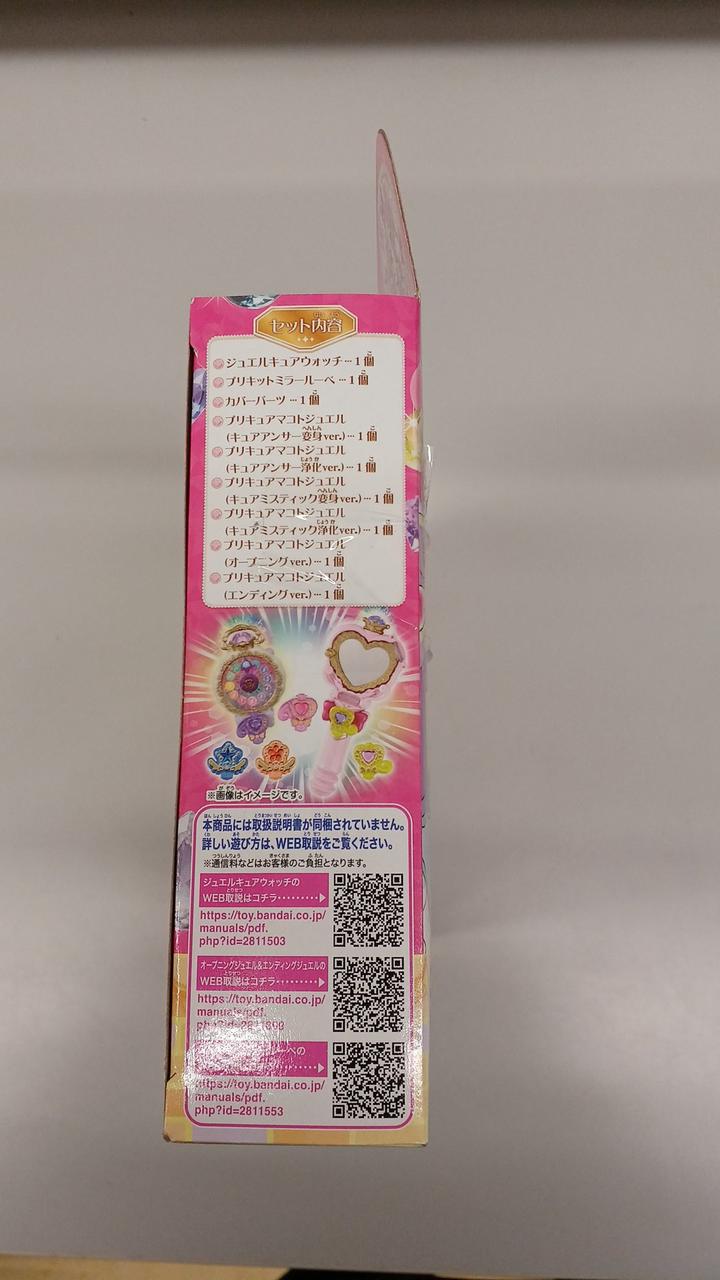 セット内容
ジュエルキュアウォッチ…1個
プリキットミラールーペ…1個
カバーパーツ…1個
プリキュアマコトジュエル
(キュアアンサー変身ver.)…1個
プリキュアマコトジュエル
(キュアアンサー浄化ver.)…1個
プリキュアマコトジュエル
(キュアミスティック変身ver.)…1個
プリキュアマコトジュエル
(キュアミスティック浄化ver.)…1個
プリキュアマコトジュエル
(オープニングver.)…1個
プリキュアマコトジュエル
(エンディングver.)…1個
※画像はイメージです。
本商品には取扱説明書が同梱されていません。
詳しい遊び方は、WEB取説をご覧ください。
※通信料などはお客様のご負担となります。
ジュエルキュアウォッチの
WEB取説はコチラ
https://toy.bandai.co.jp/
manuals/pdf.
php?id=2811503
オープニングジュエル&エンディングジュエルの
WEB取説はコチラ
https://toy.bandai.co.jp/
manuals/pdf.
ーペの
https://toy.bandai.co.jp/
manuals/pdf.
php?id=2811553